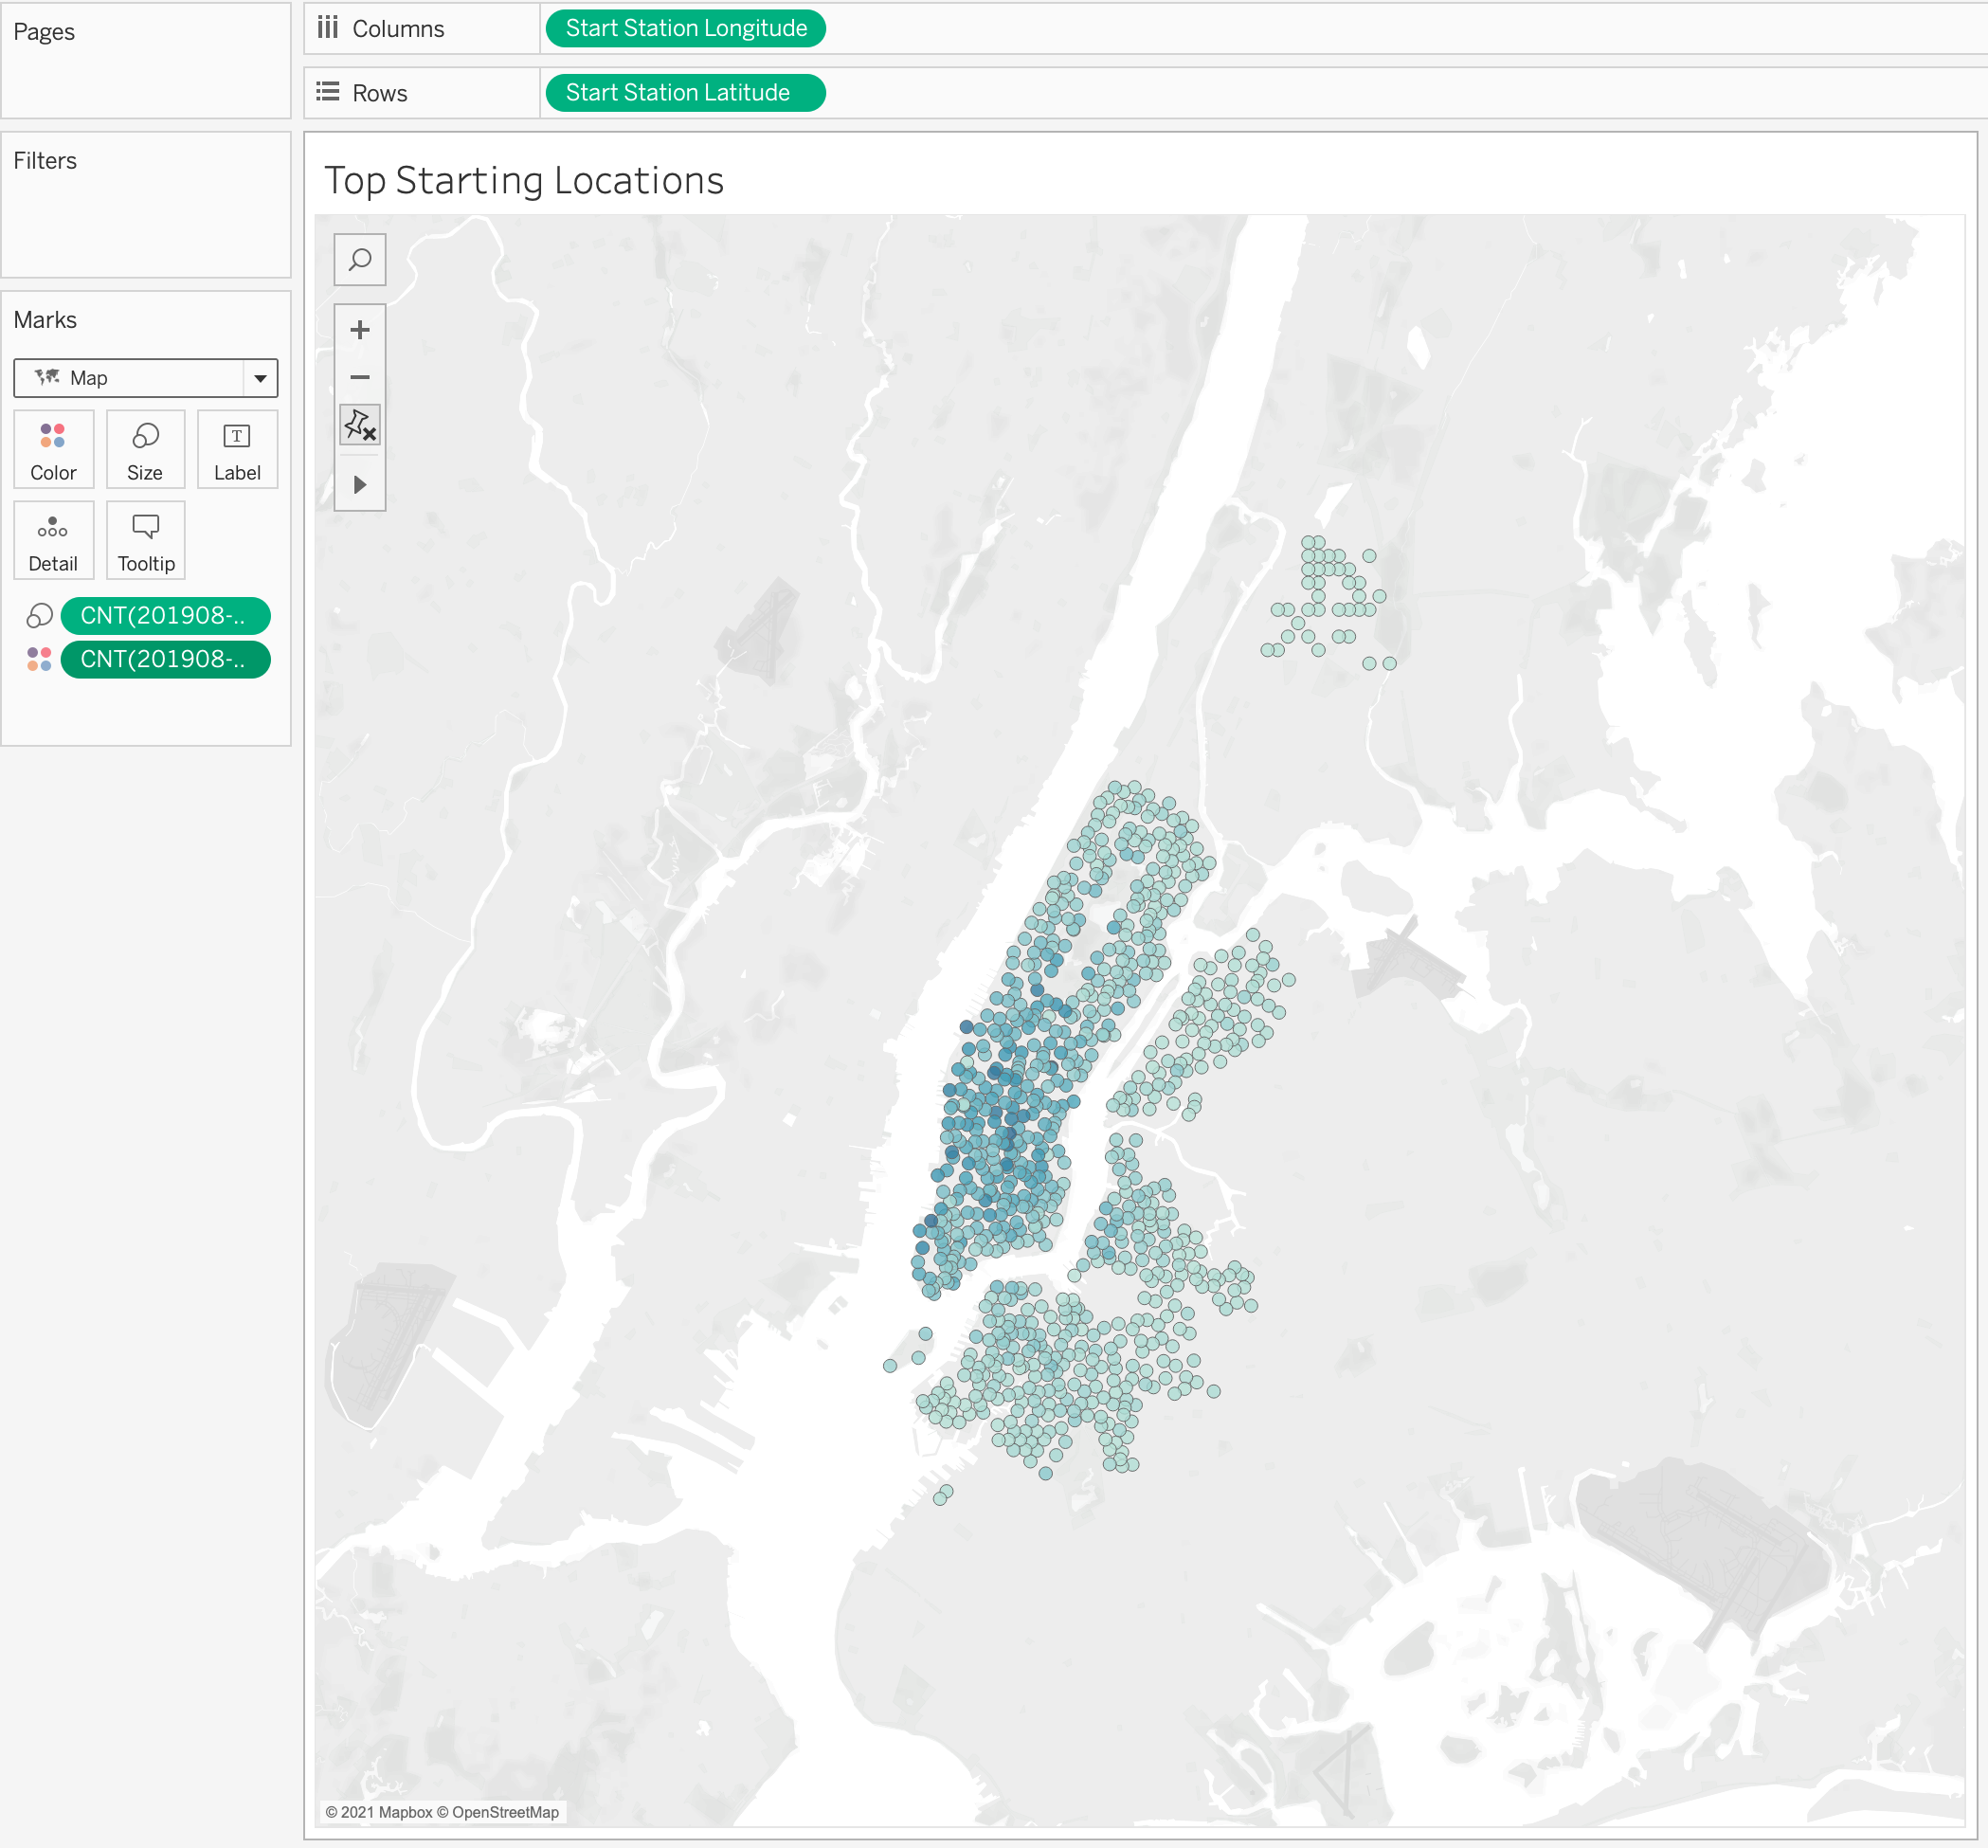 Pages
Columns
Start Station Longitude
Rows
Start Station Latitude
Filters
Top Starting Locations
Marks
Map
Color
Size
T
Label
Detail
Tooltip
CNT(201908-..
CNT(201908-..
© 2021 Mapbox © OpenStreetMap